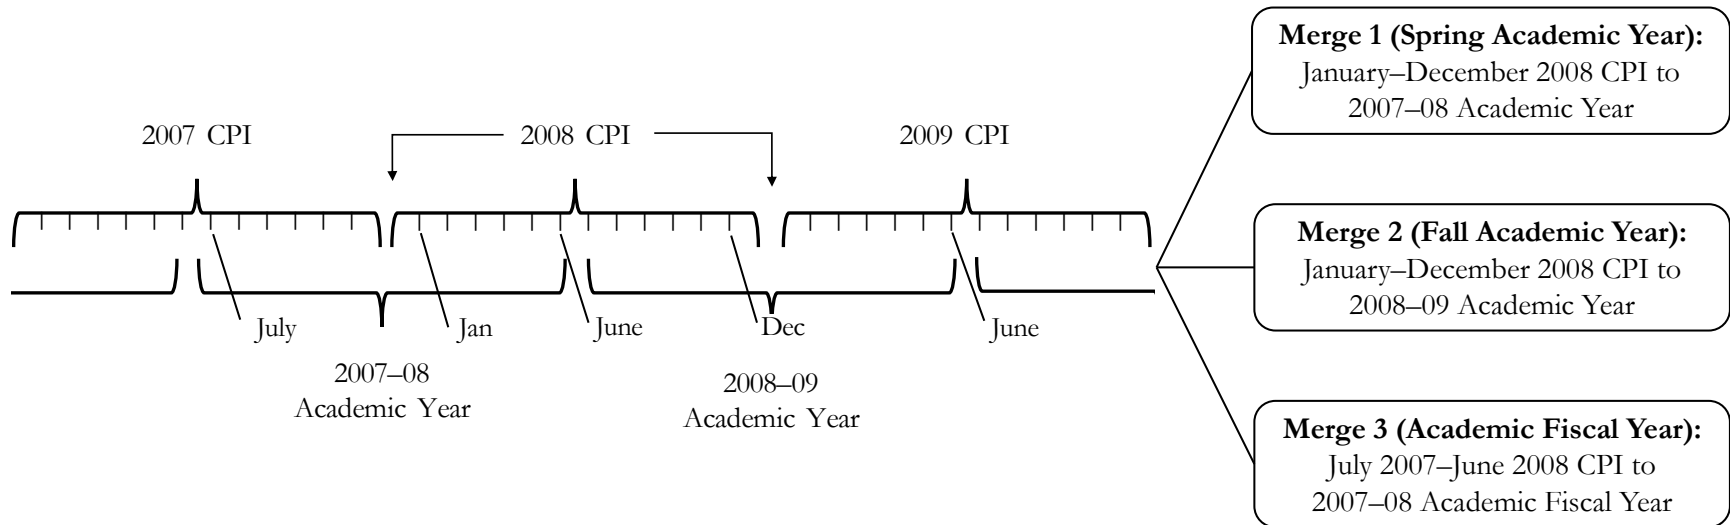 2007 CPI
2008 CPI
2009 CPI
July
Jan
June
Dec
June
2007–08
Academic Year
2008–09
Academic Year
Merge 1 (Spring Academic Year):
January–December 2008 CPI to
2007–08 Academic Year
Merge 2 (Fall Academic Year):
January–December 2008 CPI to
2008–09 Academic Year
Merge 3 (Academic Fiscal Year):
July 2007–June 2008 CPI to
2007–08 Academic Fiscal Year